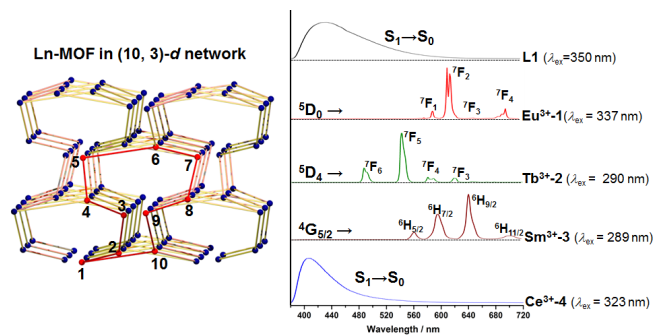 Ln-MOF in (10, 3)-d network
5
6
7
4
3
9
8
2
1
10
S₁→S₀
L1 (λex=350 nm)
⁷F₂
⁷F₁
⁷F₃
⁷F₄
⁵D₀ →
Eu³⁺-1(λex = 337 nm)
⁷F₅
⁵D₄ →
⁷F₆
⁷F₄
⁷F₃
Tb³⁺-2 (λex = 290 nm)
⁶H₉/₂
⁶H₇/₂
⁴G₅/₂ →
⁶H₅/₂
⁶H₁₁/₂
Sm³⁺-3 (λex = 289 nm)
S₁→S₀
Ce³⁺-4 (λex = 323 nm)
400 440 480 520 560 600 640 680 720
Wavelength / nm